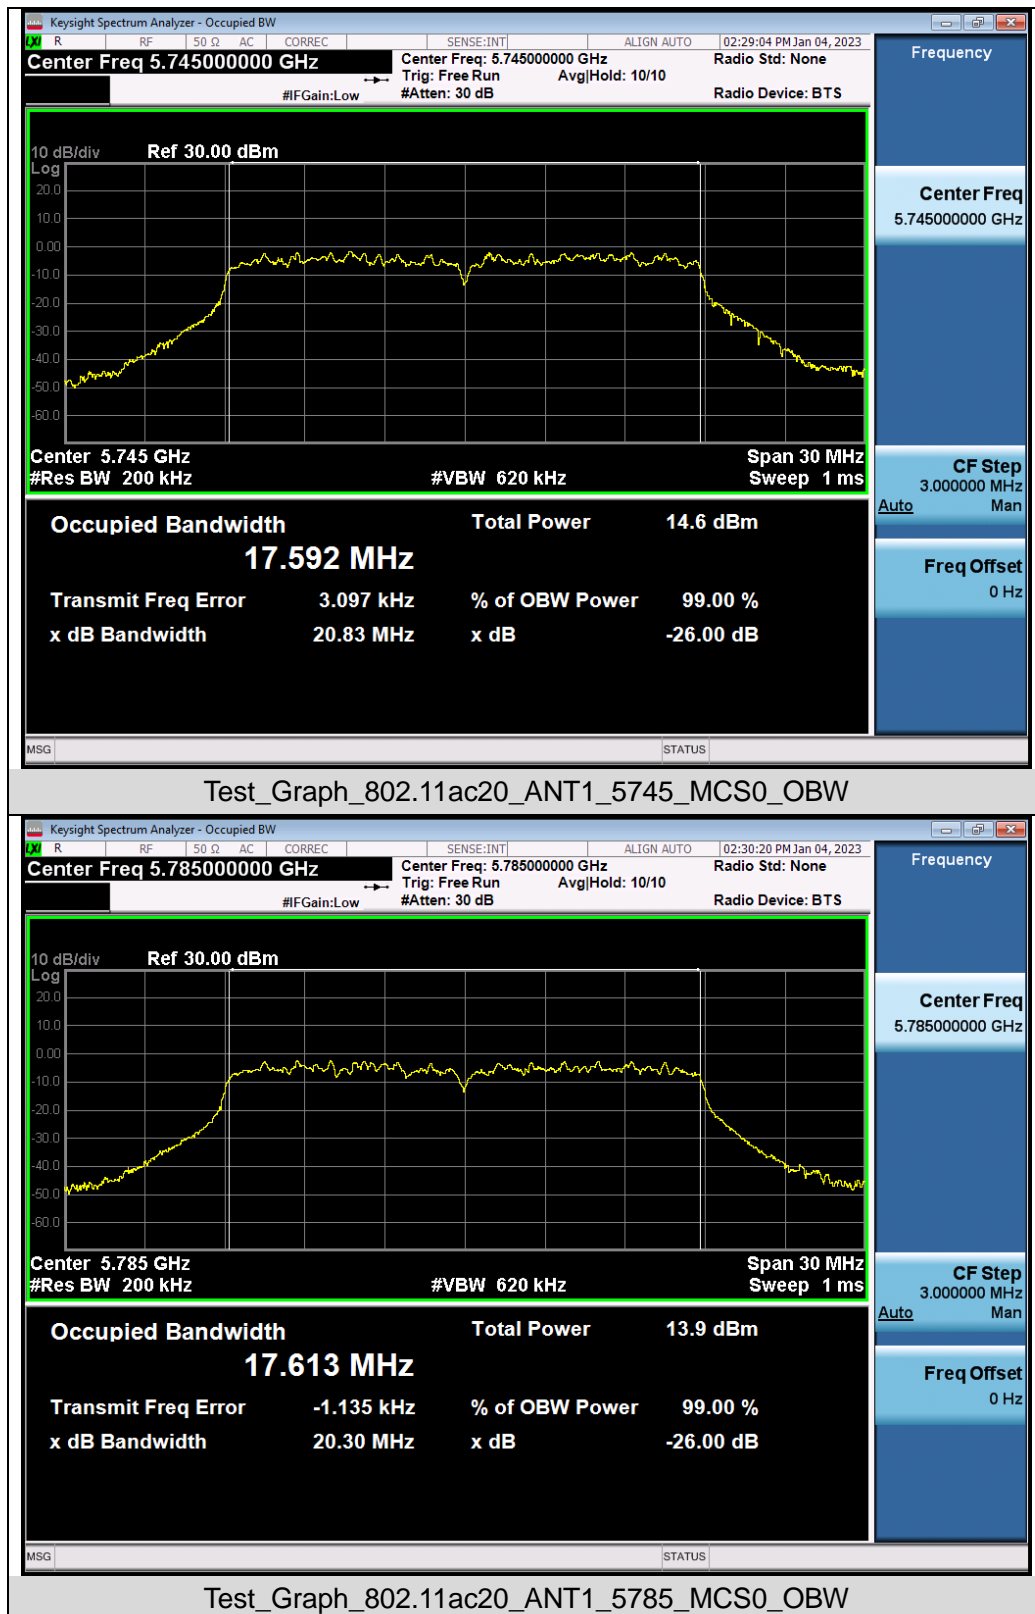 Keysight Spectrum Analyzer - Occupied BW
LXI R RF 50 Ω AC CORREC SENSE:INT ALIGN AUTO 02:29:04 PM Jan 04, 2023
Center Freq 5.745000000 GHz
Center Freq: 5.745000000 GHz
Radio Std: None
Trig: Free Run Avg|Hold: 10/10
#IFGain:Low
#Atten: 30 dB
Radio Device: BTS
Frequency
10 dB/div Ref 30.00 dBm
Log
20.0
10.0
0.00
-10.0
-20.0
-30.0
-40.0
-50.0
-60.0
Center Freq
5.745000000 GHz
Center 5.745 GHz Span 30 MHz
#Res BW 200 kHz #VBW 620 kHz Sweep 1 ms
CF Step
3.000000 MHz
Auto Man
Freq Offset
0 Hz
Occupied Bandwidth Total Power 14.6 dBm
17.592 MHz
Transmit Freq Error 3.097 kHz % of OBW Power 99.00 %
x dB Bandwidth 20.83 MHz x dB -26.00 dB
MSG STATUS
Test_Graph_802.11ac20_ANT1_5745_MCS0_OBW
Keysight Spectrum Analyzer - Occupied BW
LXI R RF 50 Ω AC CORREC SENSE:INT ALIGN AUTO 02:30:20 PM Jan 04, 2023
Center Freq 5.785000000 GHz
Center Freq: 5.785000000 GHz
Radio Std: None
Trig: Free Run Avg|Hold: 10/10
#IFGain:Low
#Atten: 30 dB
Radio Device: BTS
Frequency
10 dB/div Ref 30.00 dBm
Log
20.0
10.0
0.00
-10.0
-20.0
-30.0
-40.0
-50.0
-60.0
Center Freq
5.785000000 GHz
Center 5.785 GHz Span 30 MHz
#Res BW 200 kHz #VBW 620 kHz Sweep 1 ms
CF Step
3.000000 MHz
Auto Man
Freq Offset
0 Hz
Occupied Bandwidth Total Power 13.9 dBm
17.613 MHz
Transmit Freq Error -1.135 kHz % of OBW Power 99.00 %
x dB Bandwidth 20.30 MHz x dB -26.00 dB
MSG STATUS
Test_Graph_802.11ac20_ANT1_5785_MCS0_OBW